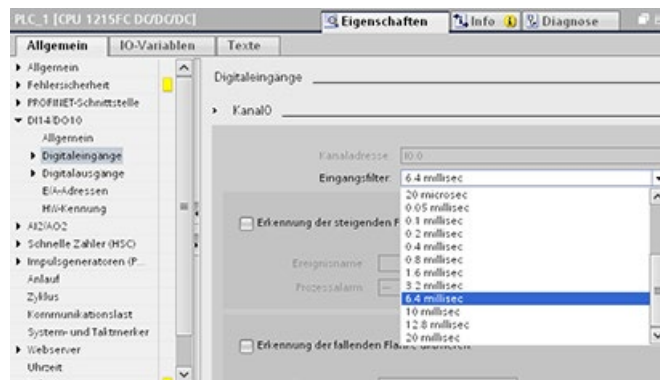 PLC_1 [CPU 1215FC DC/DC/DC]
Eigenschaften
Info
Diagnose
Allgemein
IO-Variablen
Texte
Allgemein
Fehlersicherheit
PROFINET-Schnittstelle
DI14/DO10
Allgemein
Digitaleingänge
Digitalausgänge
E/A-Adressen
HW-Kennung
AI2/AO2
Schnelle Zähler (HSC)
Impulsgeneratoren (P...
Anlauf
Zyklus
Kommunikationslast
System- und Taktmerker
Webserver
Uhrzeit
Digitaleingänge
Kanal0
Kanaladresse: I0.0
Eingangsfilter: 6.4 millisec
20 microsec
0.05 millisec
0.1 millisec
0.2 millisec
0.4 millisec
0.8 millisec
1.6 millisec
3.2 millisec
6.4 millisec
10 millisec
12.8 millisec
20 millisec
Erkennung der steigenden
Ereignisname:
Prozessalarm:
Erkennung der fallenden